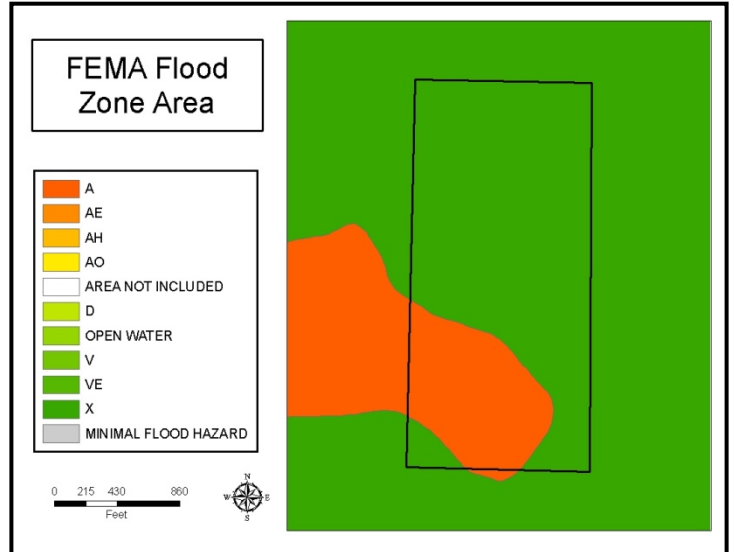 FEMA Flood
Zone Area
A
AE
AH
AO
AREA NOT INCLUDED
D
OPEN WATER
V
VE
X
MINIMAL FLOOD HAZARD
0 215 430 860
Feet
N
W E
S